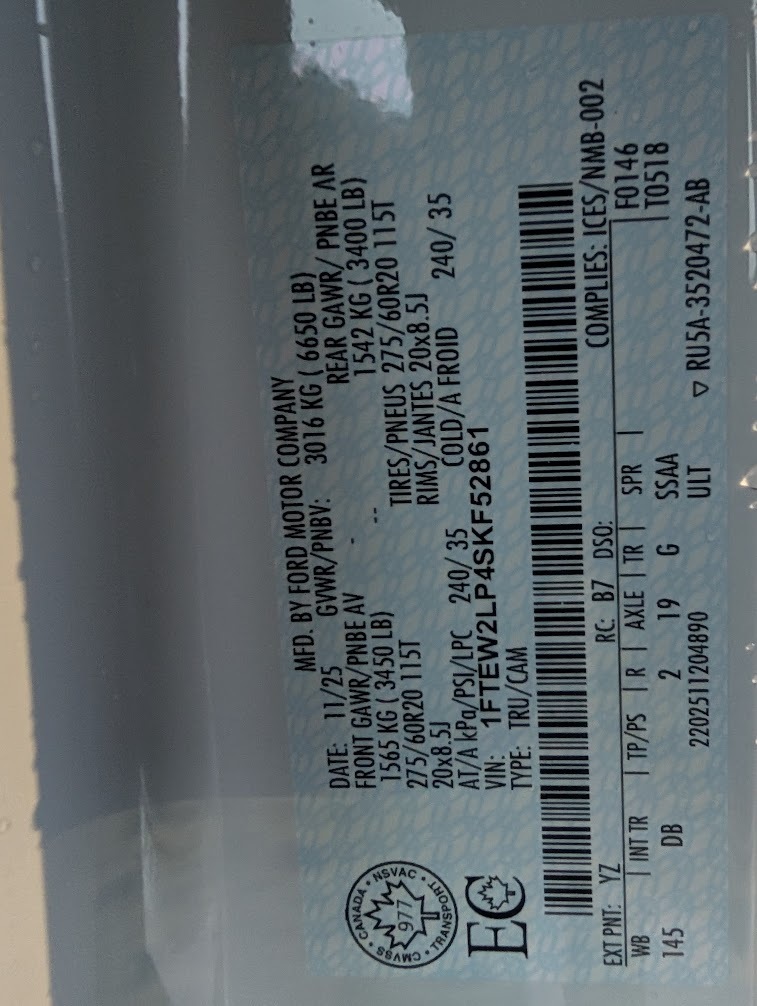 MFD. BY FORD MOTOR COMPANY
DATE: 11/25 GVWR/PNBV: 3016 KG ( 6650 LB)
FRONT GAWR/PNBE AV - REAR GAWR/ PNBE AR
1565 KG ( 3450 LB) -- 1542 KG ( 3400 LB)
275/60R20 115T TIRES/PNEUS 275/60R20 115T
20x8.5J RIMS/JANTES 20x8.5J
AT/A kPa/PSI/LPC 240/ 35 COLD/A FROID 240/ 35
VIN: 1FTEW2LP4SKF52861
TYPE: TRU/CAM
CANADA • NSVAC • TRANSPORT • CMVSS •
977
EC
COMPLIES: ICES/NMB-002
EXT PNT: YZ RC: B7 DSO:
F0146
WB | INT TR | TP/PS | R | AXLE | TR | SPR | T0518
145 DB 2 19 G SSAA
2202511204890 ULT ▽ RU5A-3520472-AB